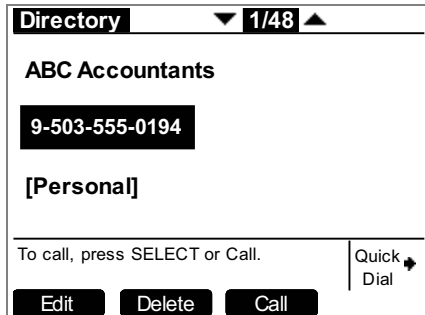 Directory 1/48
ABC Accountants
9-503-555-0194
[Personal]
To call, press SELECT or Call.
Quick
Dial
Edit Delete Call